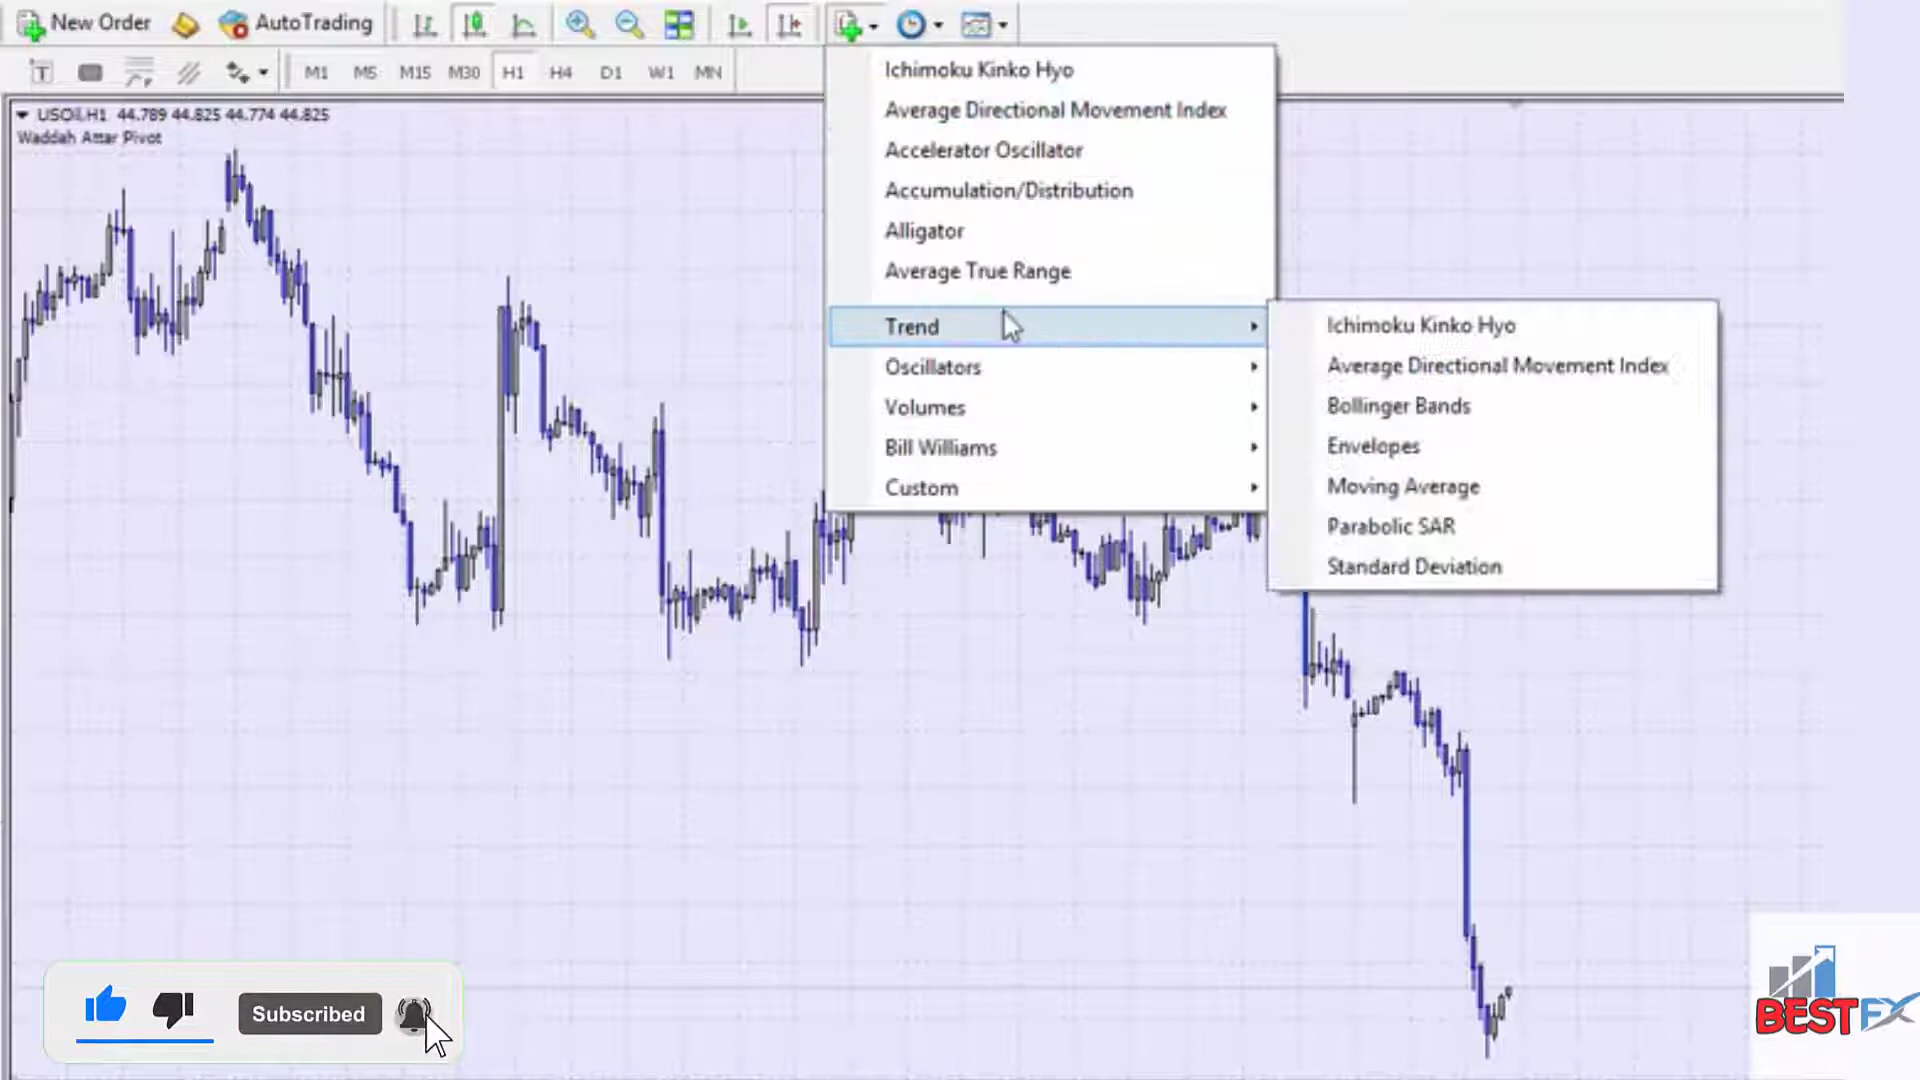 New Order
AutoTrading
T
M1 M5 M15 M30 H1 H4 D1 W1 MN
USOil,H1 44.789 44.825 44.774 44.825
Waddah Attar Pivot
Ichimoku Kinko Hyo
Average Directional Movement Index
Accelerator Oscillator
Accumulation/Distribution
Alligator
Average True Range
Trend
Oscillators
Volumes
Bill Williams
Custom
Ichimoku Kinko Hyo
Average Directional Movement Index
Bollinger Bands
Envelopes
Moving Average
Parabolic SAR
Standard Deviation
Subscribed
BESTFX